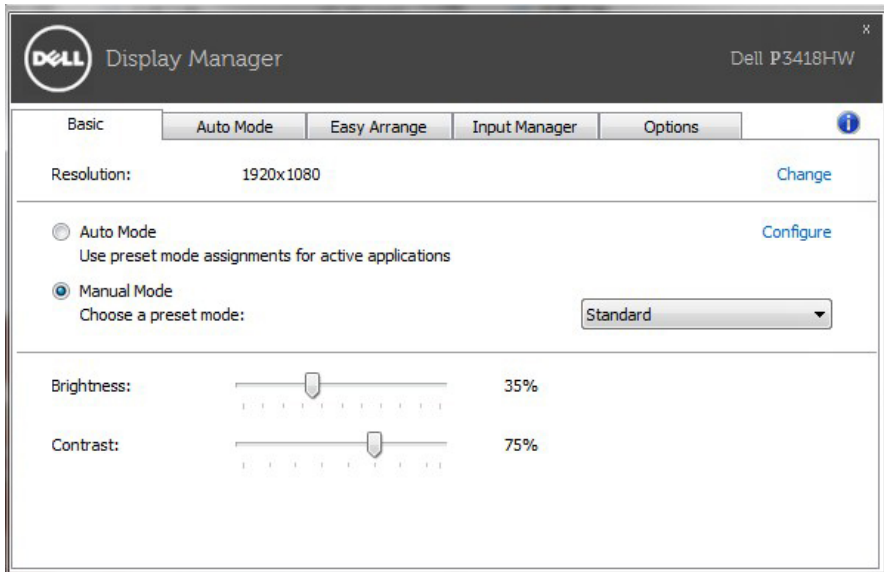 DELL Display Manager Dell P3418HW
x
Basic Auto Mode Easy Arrange Input Manager Options i
Resolution: 1920x1080 Change
Auto Mode Configure
Use preset mode assignments for active applications
Manual Mode
Choose a preset mode: Standard
Brightness: 35%
Contrast: 75%